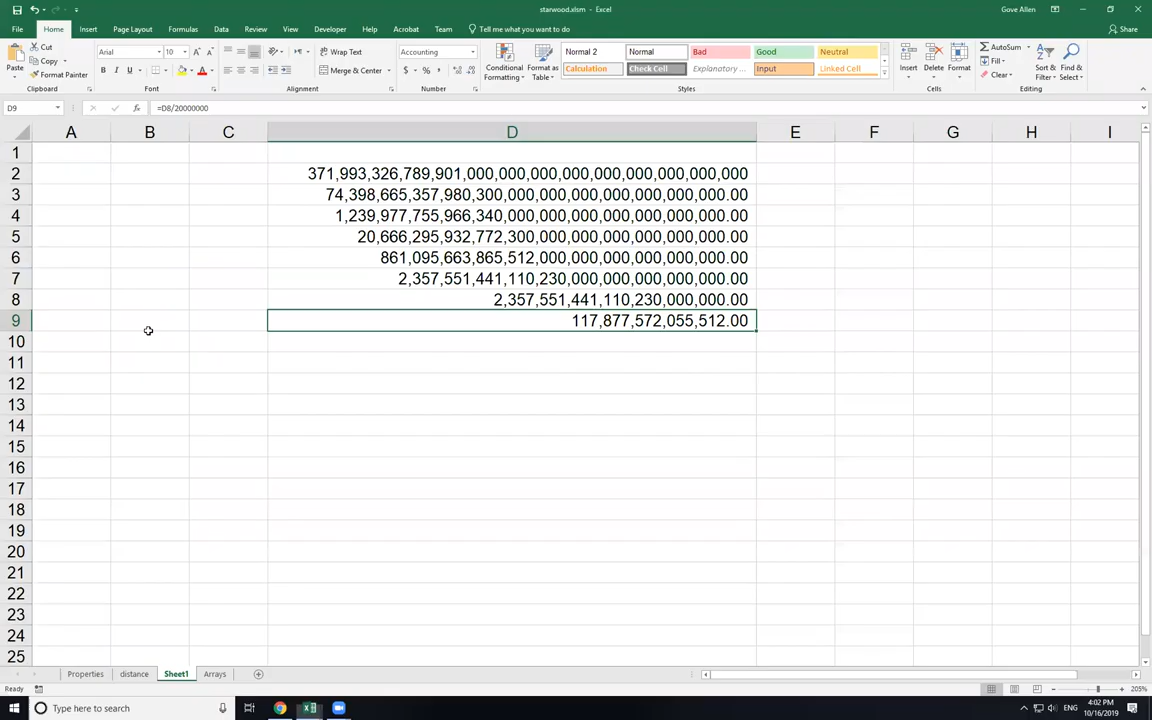 starwood.xlsm - Excel
Gove Allen
File Home Insert Page Layout Formulas Data Review View Developer Help Acrobat Team Tell me what you want to do Share
Paste
Cut
Copy
Format Painter
Clipboard
Arial 10
B I U
Font
Wrap Text
Merge & Center
Alignment
Accounting
$ % ,
Number
Conditional Formatting
Format as Table
Normal 2 Normal Bad Good Neutral
Calculation Check Cell Explanatory ... Input Linked Cell
Styles
Insert Delete Format
Cells
AutoSum
Fill
Clear
Sort & Filter
Find & Select
Editing
D9 fx =D8/20000000
A B C D E F G H I
1
2 371,993,326,789,901,000,000,000,000,000,000,000,000
3 74,398,665,357,980,300,000,000,000,000,000,000.00
4 1,239,977,755,966,340,000,000,000,000,000,000.00
5 20,666,295,932,772,300,000,000,000,000,000.00
6 861,095,663,865,512,000,000,000,000,000.00
7 2,357,551,441,110,230,000,000,000,000.00
8 2,357,551,441,110,230,000,000.00
9 117,877,572,055,512.00
10
11
12
13
14
15
16
17
18
19
20
21
22
23
24
25
Properties distance Sheet1 Arrays
Ready
205%
Type here to search
ENG
4:02 PM
10/16/2019